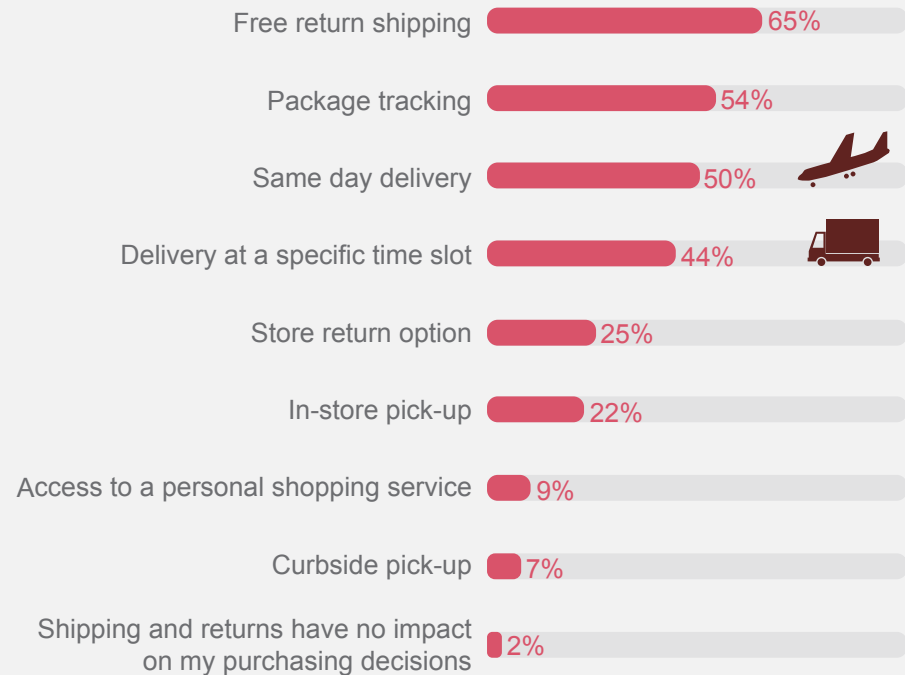 Free return shipping 65%
Package tracking 54%
Same day delivery 50%
Delivery at a specific time slot 44%
Store return option 25%
In-store pick-up 22%
Access to a personal shopping service 9%
Curbside pick-up 7%
Shipping and returns have no impact
on my purchasing decisions 2%